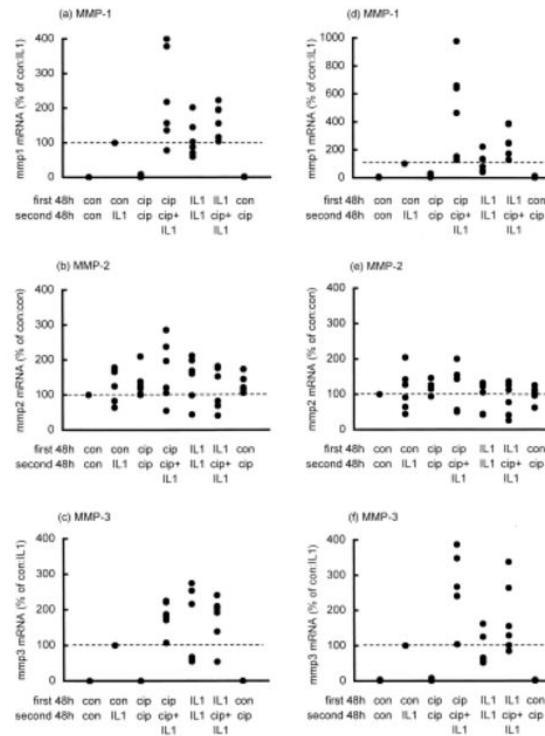 (a) MMP-1
mmp1 mRNA (% of con:IL1)
400
300
200
100
0
first 48h con con cip cip IL1 IL1 con
second 48h con IL1 cip cip+ IL1 cip+ cip
IL1 IL1
(d) MMP-1
mmp1 mRNA (% of con:IL1)
1000
800
600
400
200
0
first 48h con con cip cip IL1 IL1 con
second 48h con IL1 cip cip+ IL1 cip+ cip
IL1 IL1
(b) MMP-2
mmp2 mRNA (% of con:con)
400
300
200
100
0
first 48h con con cip cip IL1 IL1 con
second 48h con IL1 cip cip+ IL1 cip+ cip
IL1 IL1
(e) MMP-2
mmp2 mRNA (% of con:con)
400
300
200
100
0
first 48h con con cip cip IL1 IL1 con
second 48h con IL1 cip cip+ IL1 cip+ cip
IL1 IL1
(c) MMP-3
mmp3 mRNA (% of con:IL1)
400
300
200
100
0
first 48h con con cip cip IL1 IL1 con
second 48h con IL1 cip cip+ IL1 cip+ cip
IL1 IL1
(f) MMP-3
mmp3 mRNA (% of con:IL1)
400
300
200
100
0
first 48h con con cip cip IL1 IL1 con
second 48h con IL1 cip cip+ IL1 cip+ cip
IL1 IL1